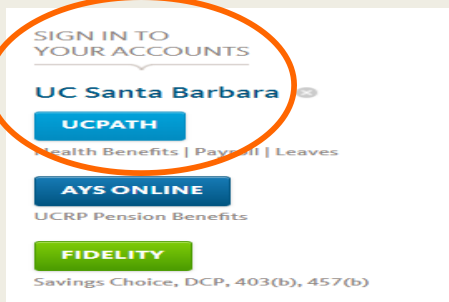 SIGN IN TO
YOUR ACCOUNTS
UC Santa Barbara
UCPATH
Health Benefits | Payroll | Leaves
AYS ONLINE
UCRP Pension Benefits
FIDELITY
Savings Choice, DCP, 403(b), 457(b)